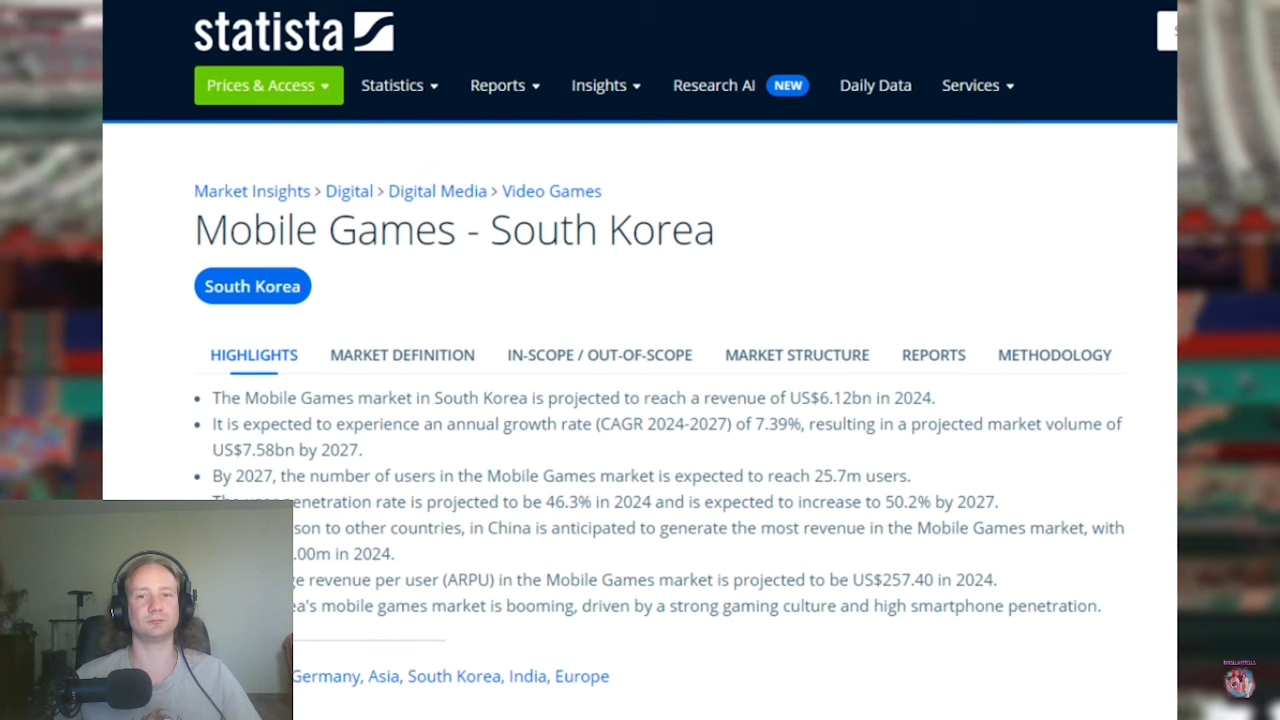 statista
Prices & Access
Statistics
Reports
Insights
Research AI NEW
Daily Data
Services
Market Insights > Digital > Digital Media > Video Games
Mobile Games - South Korea
South Korea
HIGHLIGHTS
MARKET DEFINITION
IN-SCOPE / OUT-OF-SCOPE
MARKET STRUCTURE
REPORTS
METHODOLOGY
The Mobile Games market in South Korea is projected to reach a revenue of US$6.12bn in 2024.
It is expected to experience an annual growth rate (CAGR 2024-2027) of 7.39%, resulting in a projected market volume of
US$7.58bn by 2027.
By 2027, the number of users in the Mobile Games market is expected to reach 25.7m users.
penetration rate is projected to be 46.3% in 2024 and is expected to increase to 50.2% by 2027.
son to other countries, in China is anticipated to generate the most revenue in the Mobile Games market, with
.00m in 2024.
e revenue per user (ARPU) in the Mobile Games market is projected to be US$257.40 in 2024.
ea's mobile games market is booming, driven by a strong gaming culture and high smartphone penetration.
Germany, Asia, South Korea, India, Europe